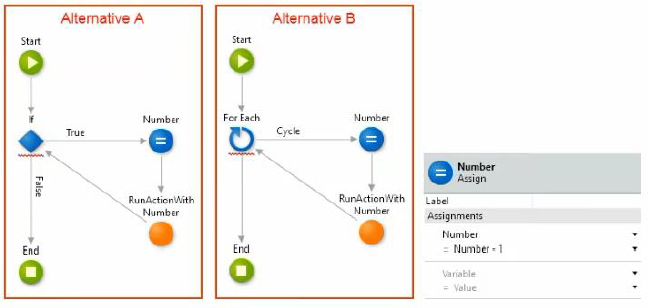 Alternative A
Start
If
True
Number
False
RunActionWith
Number
End
Alternative B
Start
For Each
Cycle
Number
RunActionWith
Number
End
Number
Assign
Label
Assignments
Number
= Number + 1
Variable
= Value